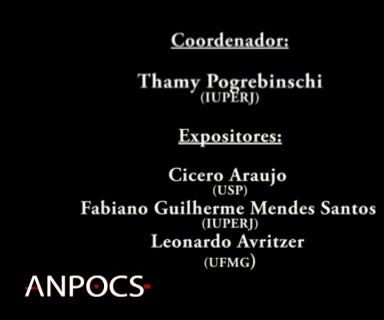 Coordenador:
Thamy Pogrebinschi
(IUPERJ)
Expositores:
Cicero Araujo
(USP)
Fabiano Guilherme Mendes Santos
(IUPERJ)
Leonardo Avritzer
(UFMG)
ANPOCS